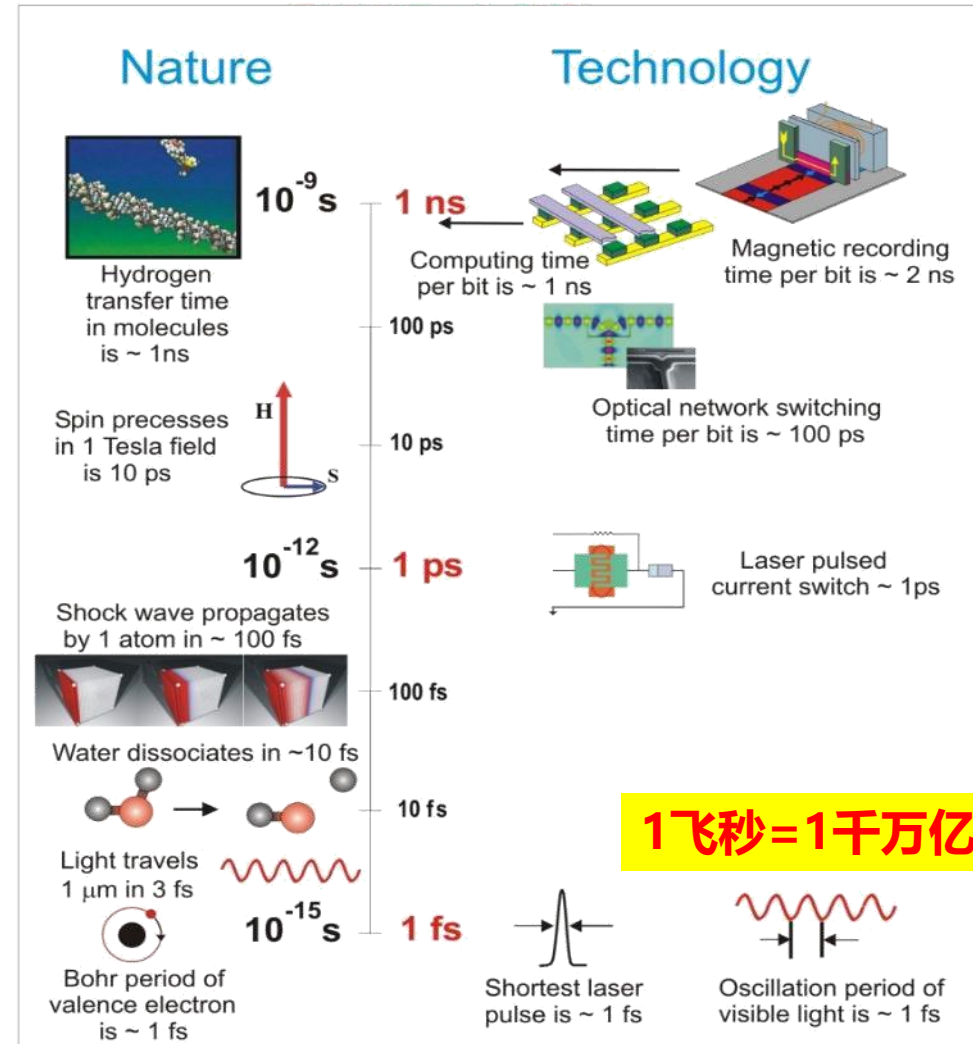 Nature
Technology
10⁻⁹s
1 ns
Hydrogen
transfer time
in molecules
is ~ 1ns
Computing time
per bit is ~ 1 ns
Magnetic recording
time per bit is ~ 2 ns
100 ps
Optical network switching
time per bit is ~ 100 ps
Spin precesses
in 1 Tesla field
is 10 ps
H
S
10 ps
10⁻¹²s
1 ps
Laser pulsed
current switch ~ 1ps
Shock wave propagates
by 1 atom in ~ 100 fs
100 fs
Water dissociates in ~10 fs
10 fs
1飞秒=1千万亿
Light travels
1 μm in 3 fs
10⁻¹⁵s
1 fs
Bohr period of
valence electron
is ~ 1 fs
Shortest laser
pulse is ~ 1 fs
Oscillation period of
visible light is ~ 1 fs